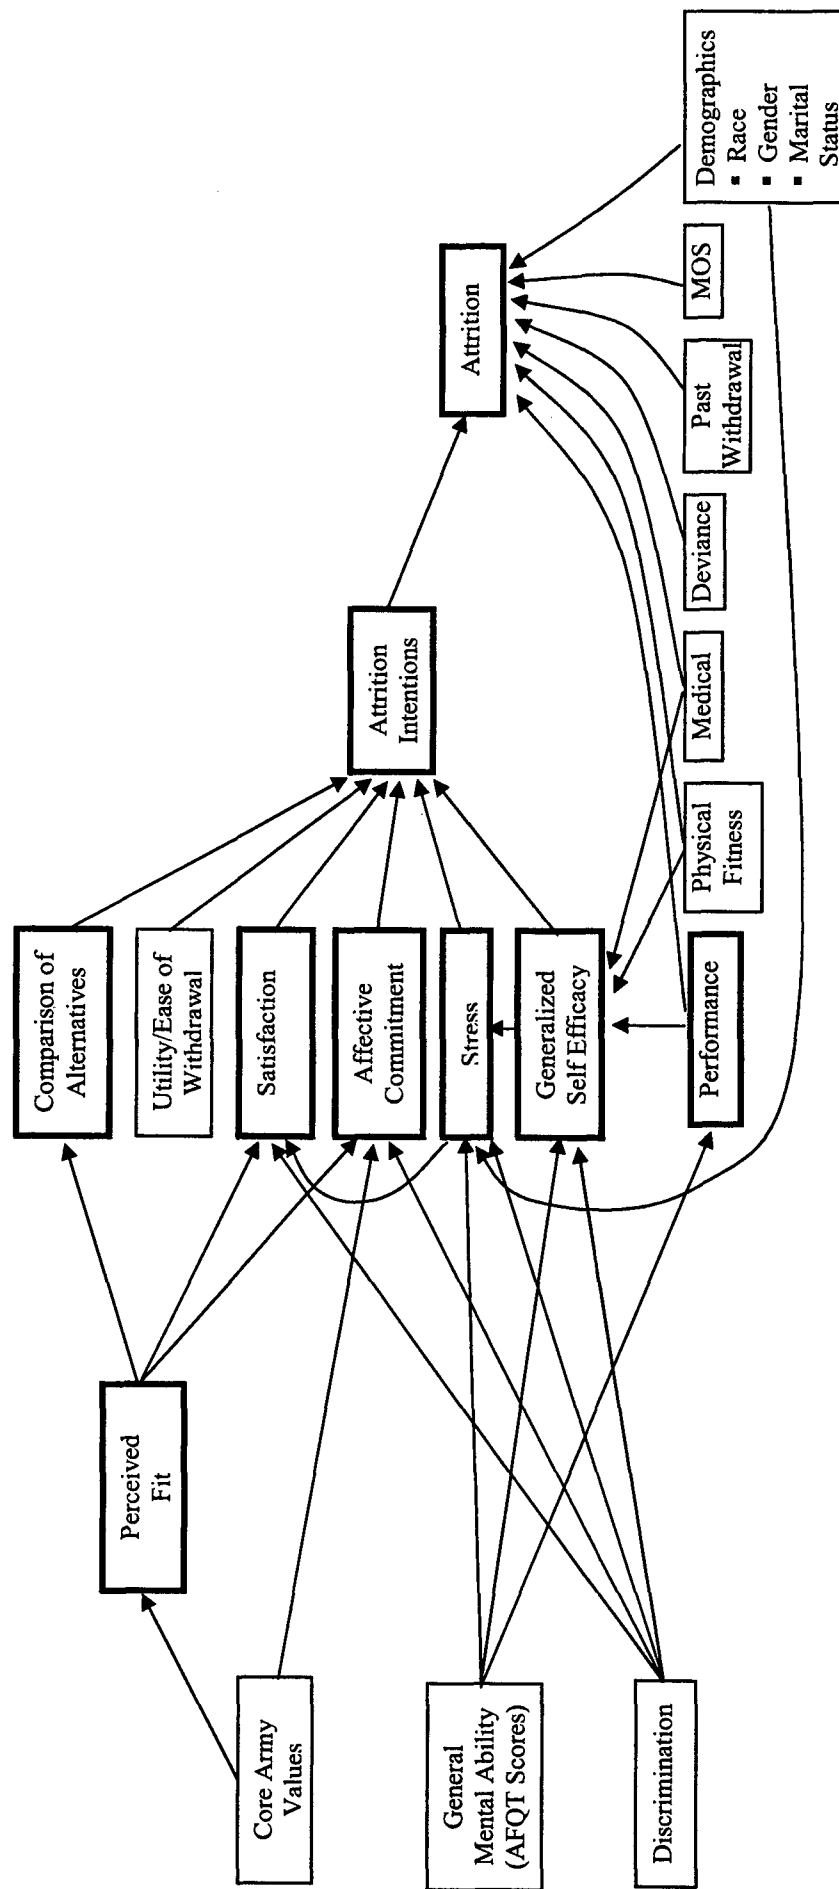 Core Army
Values
General
Mental Ability
(AFQT Scores)
Discrimination
Perceived
Fit
Comparison of
Alternatives
Utility/Ease of
Withdrawal
Satisfaction
Affective
Commitment
Stress
Generalized
Self Efficacy
Performance
Attrition
Intentions
Attrition
Physical
Fitness
Medical
Deviance
Past
Withdrawal
MOS
Demographics
▪ Race
▪ Gender
▪ Marital
Status